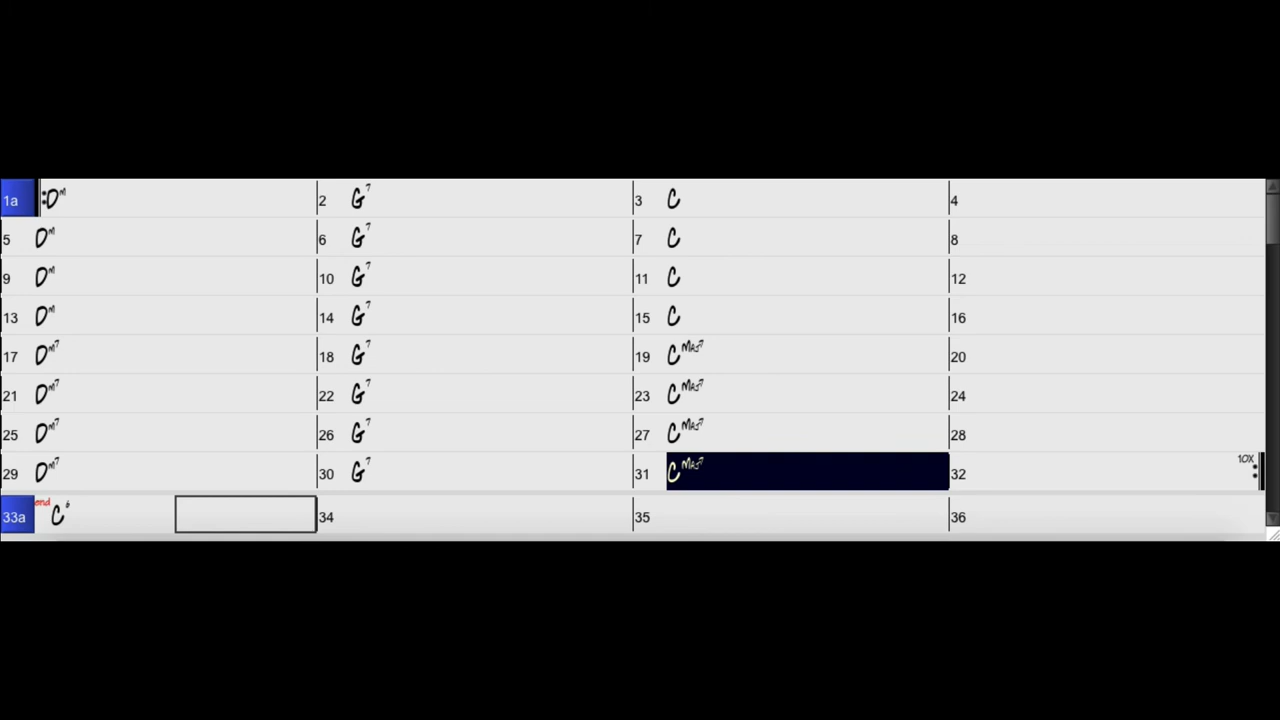 1a :Dm 2 G7 3 C 4
5 Dm 6 G7 7 C 8
9 Dm 10 G7 11 C 12
13 Dm 14 G7 15 C 16
17 Dm7 18 G7 19 CMaj7 20
21 Dm7 22 G7 23 CMaj7 24
25 Dm7 26 G7 27 CMaj7 28
29 Dm7 30 G7 31 CMaj7 32 10x :
33a end C6 34 35 36